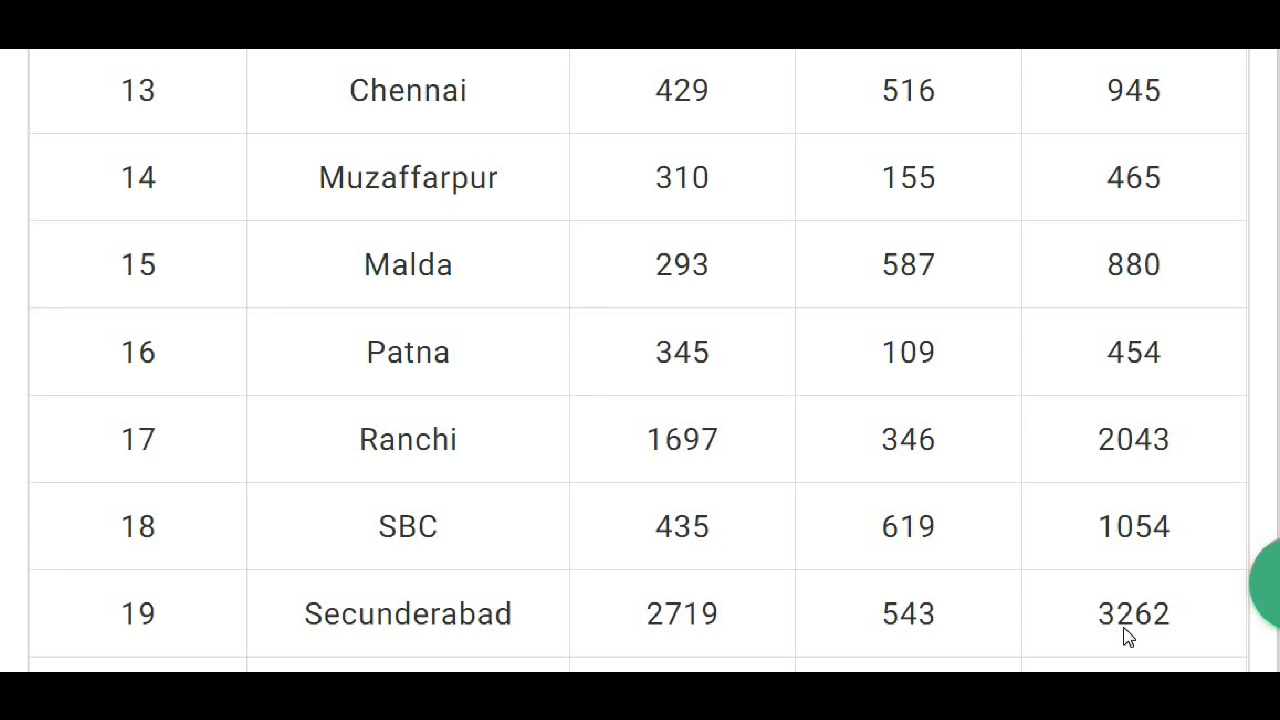 13 Chennai 429 516 945
14 Muzaffarpur 310 155 465
15 Malda 293 587 880
16 Patna 345 109 454
17 Ranchi 1697 346 2043
18 SBC 435 619 1054
19 Secunderabad 2719 543 3262